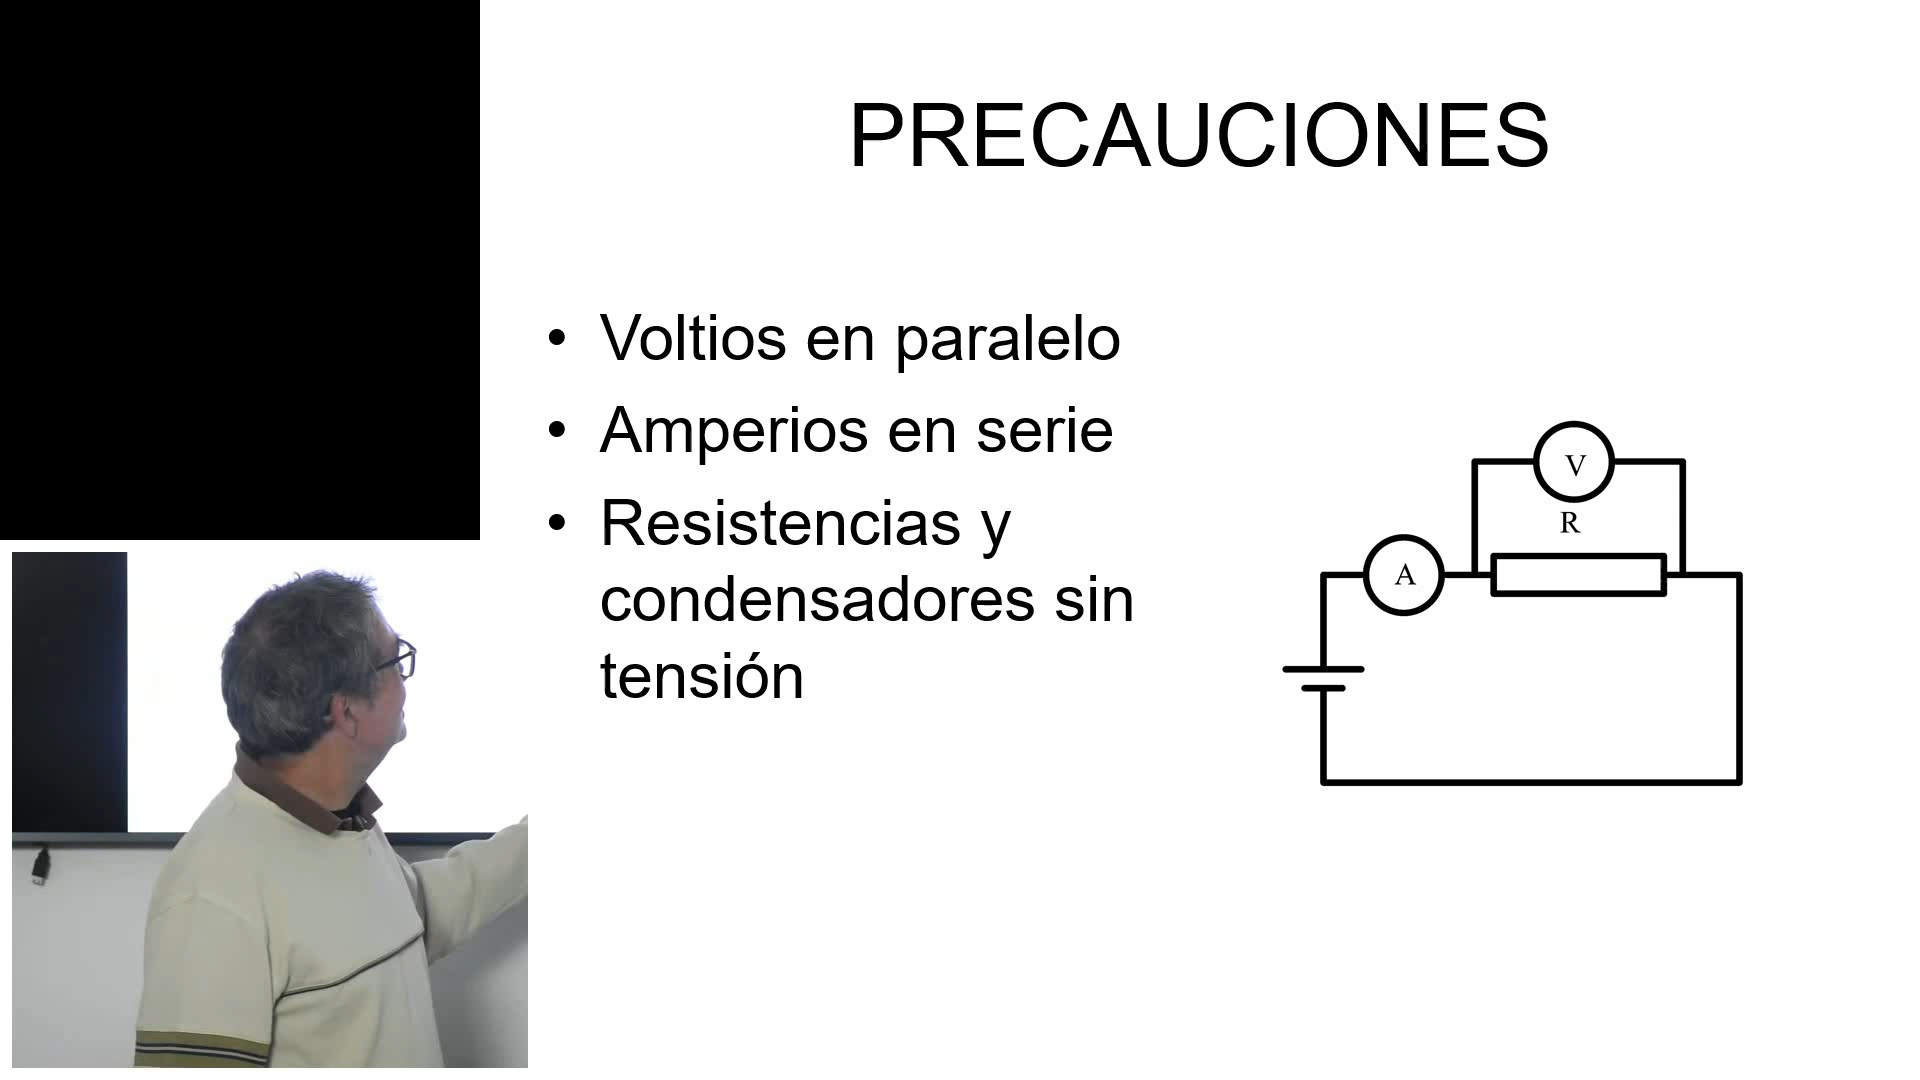 PRECAUCIONES
• Voltios en paralelo
• Amperios en serie
• Resistencias y
condensadores sin
tensión
V
R
A